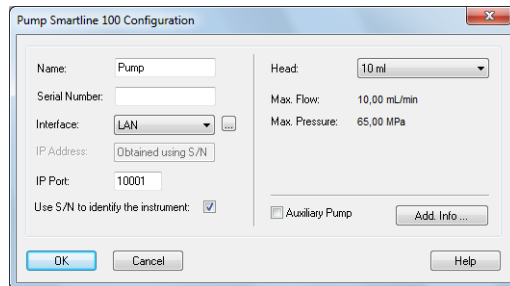 Pump Smartline 100 Configuration
Name: Pump
Serial Number:
Interface: LAN ...
IP Address: Obtained using S/N
IP Port: 10001
Use S/N to identify the instrument:
Head: 10 ml
Max. Flow: 10,00 mL/min
Max. Pressure: 65,00 MPa
Auxiliary Pump Add. Info ...
OK Cancel Help